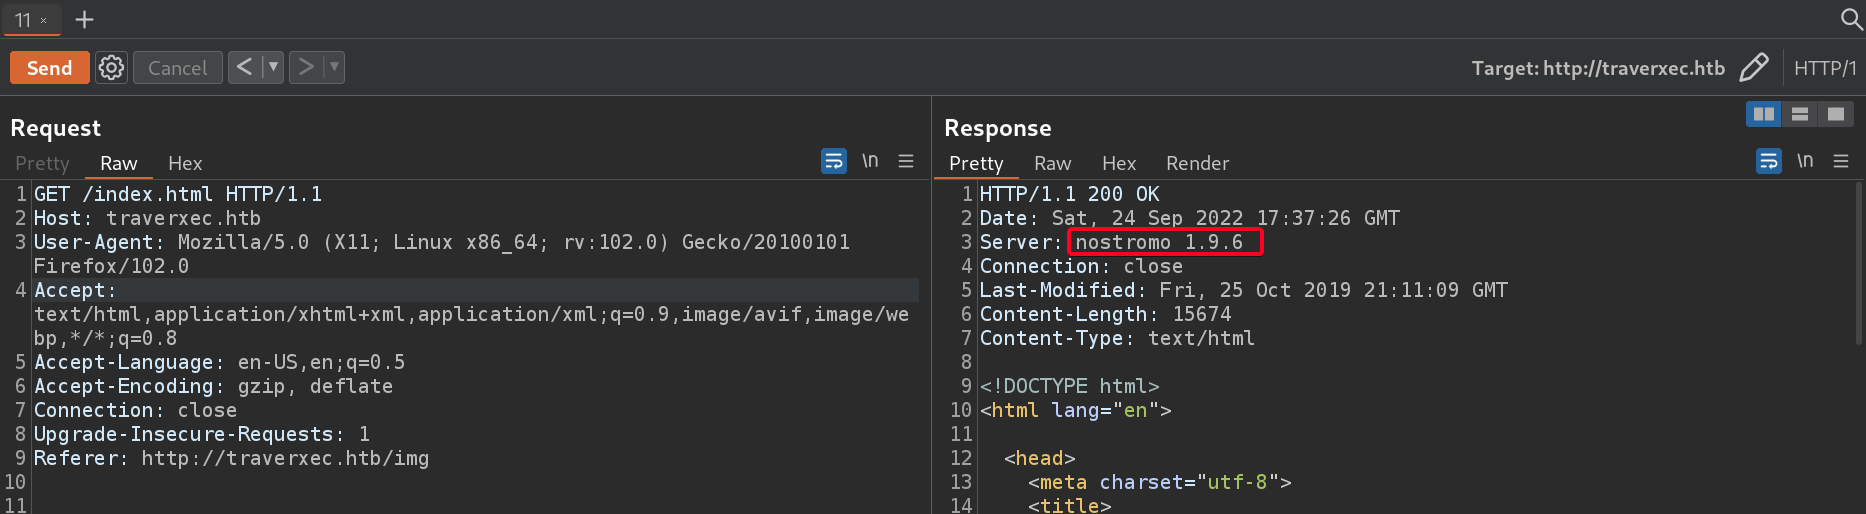 11 ×
Send Cancel < > Target: http://traverxec.htb HTTP/1
Request
Pretty Raw Hex \n
1 GET /index.html HTTP/1.1
2 Host: traverxec.htb
3 User-Agent: Mozilla/5.0 (X11; Linux x86_64; rv:102.0) Gecko/20100101
Firefox/102.0
4 Accept:
text/html,application/xhtml+xml,application/xml;q=0.9,image/avif,image/we
bp,*/*;q=0.8
5 Accept-Language: en-US,en;q=0.5
6 Accept-Encoding: gzip, deflate
7 Connection: close
8 Upgrade-Insecure-Requests: 1
9 Referer: http://traverxec.htb/img
10
11
Response
Pretty Raw Hex Render \n
1 HTTP/1.1 200 OK
2 Date: Sat, 24 Sep 2022 17:37:26 GMT
3 Server: nostromo 1.9.6
4 Connection: close
5 Last-Modified: Fri, 25 Oct 2019 21:11:09 GMT
6 Content-Length: 15674
7 Content-Type: text/html
8
9 <!DOCTYPE html>
10 <html lang="en">
11
12 <head>
13 <meta charset="utf-8">
14 <title>